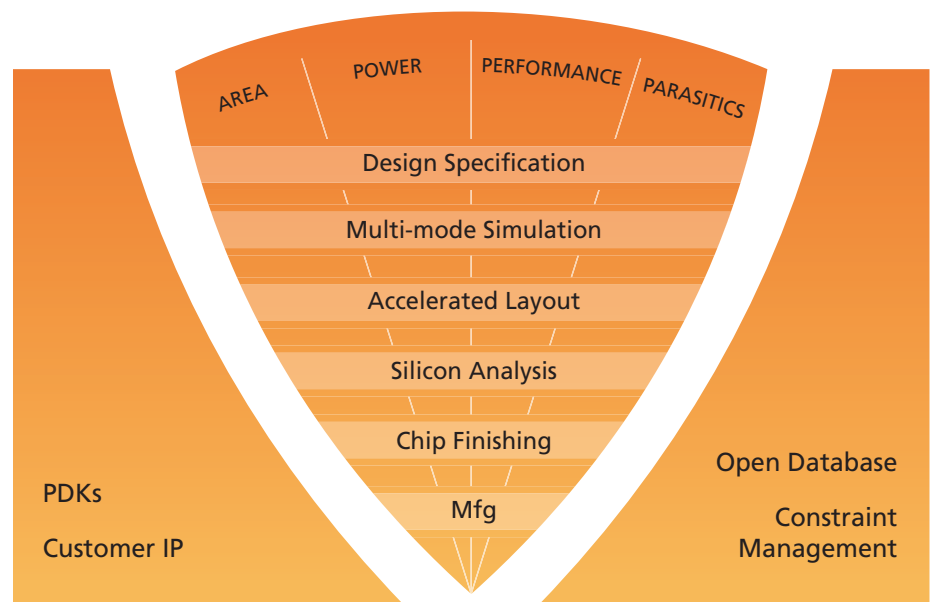 AREA
POWER
PERFORMANCE
PARASITICS
Design Specification
Multi-mode Simulation
Accelerated Layout
Silicon Analysis
Chip Finishing
Mfg
PDKs
Customer IP
Open Database
Constraint
Management